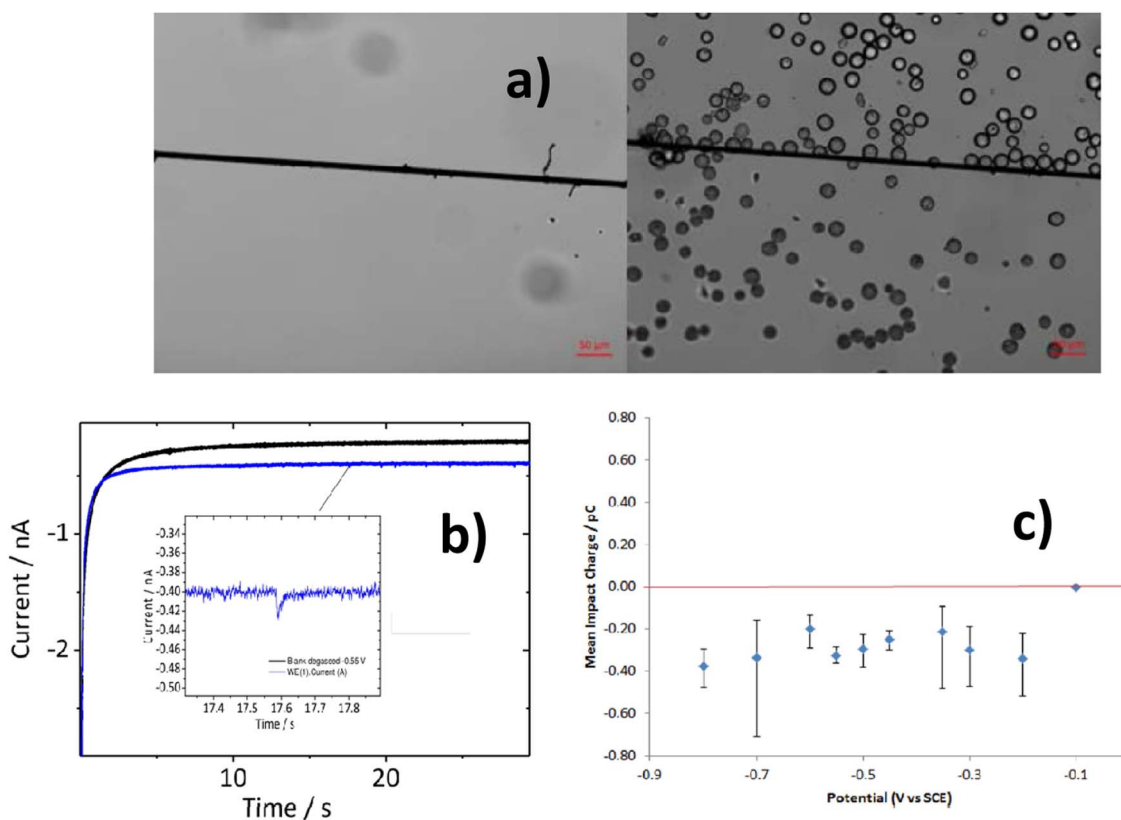 a)
50 µm
b)
Current / nA
-1
-2
10
20
Time / s
Current / nA
-0.34
-0.36
-0.38
-0.40
-0.42
-0.44
-0.46
-0.48
-0.50
Blank degassed -0.55 V
WE(1).Current (A)
17.4
17.5
17.6
17.7
17.8
Time / s
c)
Mean Impact Charge / pC
0.80
0.60
0.40
0.20
0.00
-0.20
-0.40
-0.60
-0.80
-0.9
-0.7
-0.5
-0.3
-0.1
Potential (V vs SCE)